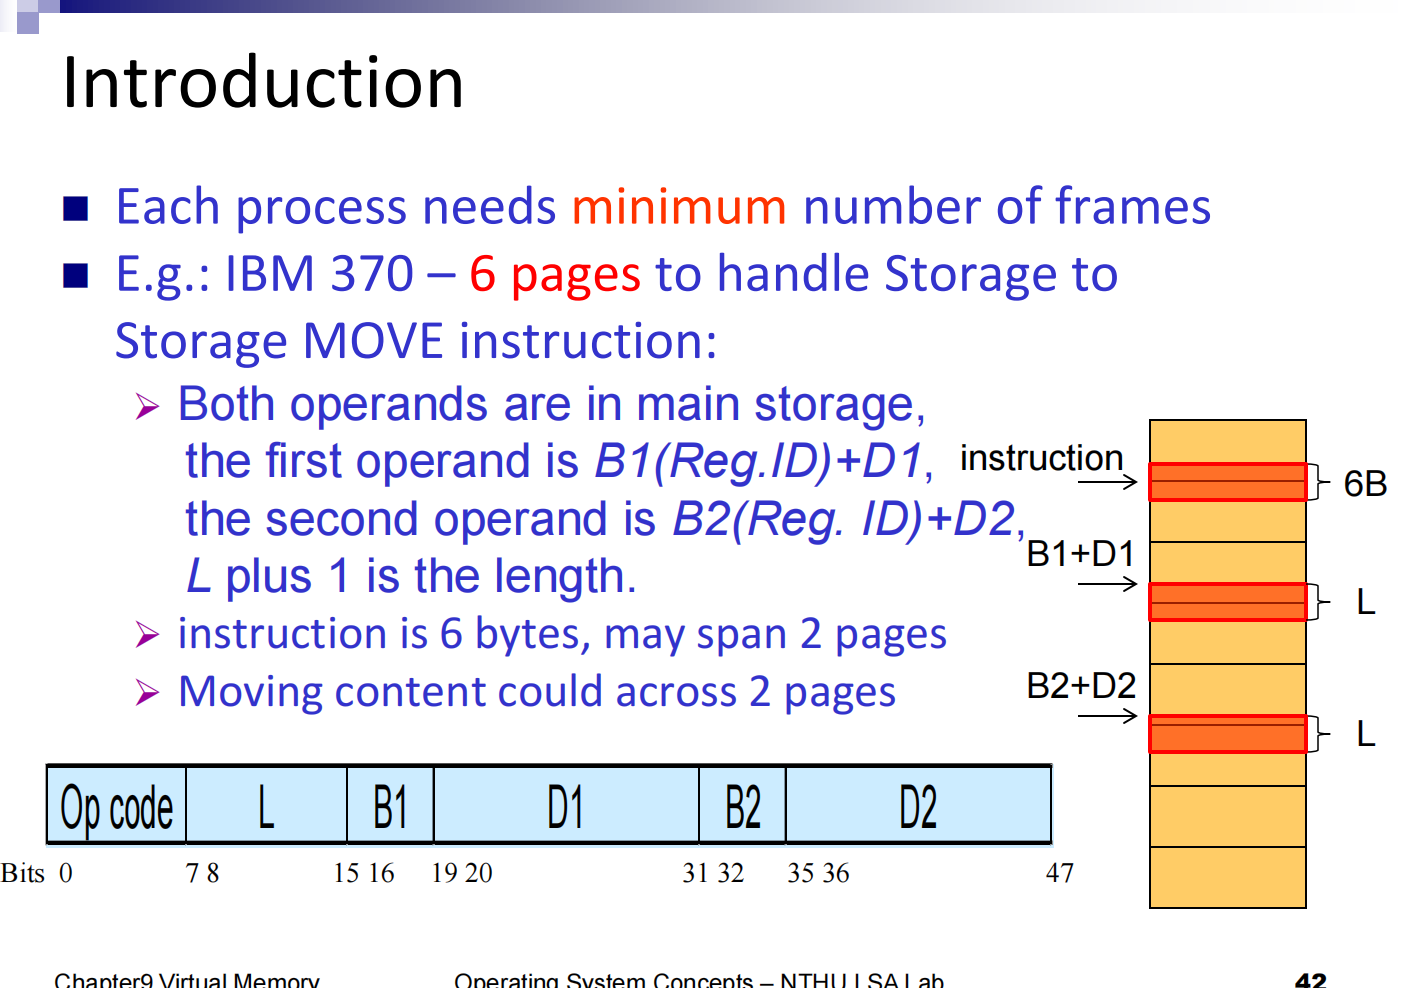 Introduction
Each process needs minimum number of frames
E.g.: IBM 370 – 6 pages to handle Storage to
Storage MOVE instruction:
Both operands are in main storage,
the first operand is B1(Reg.ID)+D1,
the second operand is B2(Reg. ID)+D2,
L plus 1 is the length.
instruction is 6 bytes, may span 2 pages
Moving content could across 2 pages
instruction
6B
B1+D1
L
B2+D2
L
Op code L B1 D1 B2 D2
Bits 0 7 8 15 16 19 20 31 32 35 36 47
Chapter9 Virtual Memory Operating System Concepts – NTHU LSA Lab 42